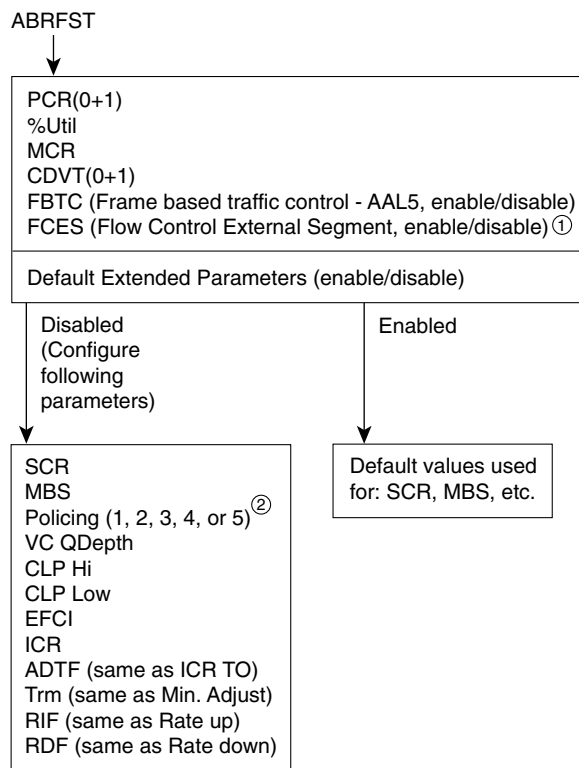 ABRFST
PCR(0+1)
%Util
MCR
CDVT(0+1)
FBTC (Frame based traffic control - AAL5, enable/disable)
FCES (Flow Control External Segment, enable/disable) ①
Default Extended Parameters (enable/disable)
Disabled
(Configure
following
parameters)
Enabled
SCR
MBS
Policing (1, 2, 3, 4, or 5) ②
VC QDepth
CLP Hi
CLP Low
EFCI
ICR
ADTF (same as ICR TO)
Trm (same as Min. Adjust)
RIF (same as Rate up)
RDF (same as Rate down)
Default values used
for: SCR, MBS, etc.